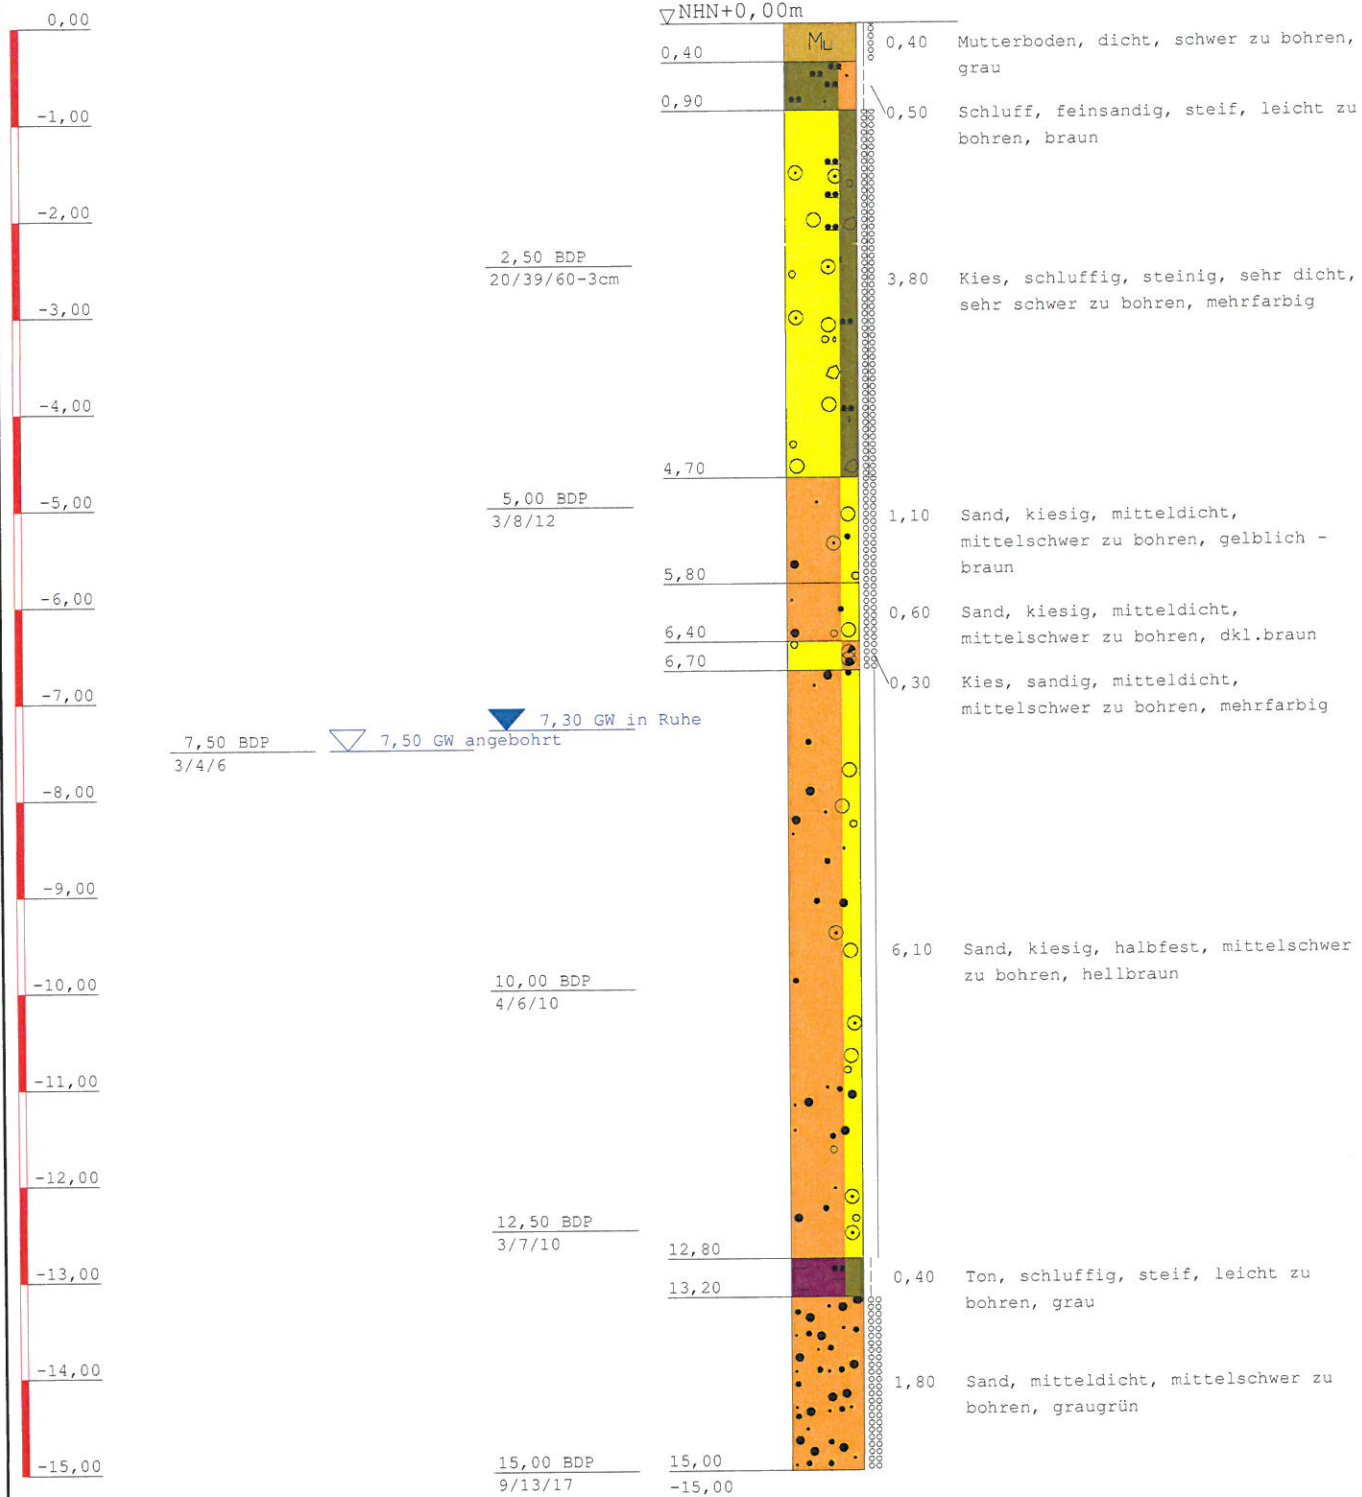 ▽NHN+0,00m
0,00
Mu
0,40
0,40 Mutterboden, dicht, schwer zu bohren,
grau
0,90
0,50 Schluff, feinsandig, steif, leicht zu
bohren, braun
-1,00
-2,00
2,50 BDP
20/39/60-3cm
3,80 Kies, schluffig, steinig, sehr dicht,
sehr schwer zu bohren, mehrfarbig
-3,00
-4,00
4,70
-5,00
5,00 BDP
3/8/12
1,10 Sand, kiesig, mitteldicht,
mittelschwer zu bohren, gelblich -
braun
5,80
-6,00
0,60 Sand, kiesig, mitteldicht,
mittelschwer zu bohren, dkl.braun
6,40
6,70
0,30 Kies, sandig, mitteldicht,
mittelschwer zu bohren, mehrfarbig
-7,00
7,30 GW in Ruhe
7,50 BDP
3/4/6
7,50 GW angebohrt
-8,00
-9,00
6,10 Sand, kiesig, halbfest, mittelschwer
zu bohren, hellbraun
-10,00
10,00 BDP
4/6/10
-11,00
-12,00
12,50 BDP
3/7/10
12,80
-13,00
0,40 Ton, schluffig, steif, leicht zu
bohren, grau
13,20
-14,00
1,80 Sand, mitteldicht, mittelschwer zu
bohren, graugrün
-15,00
15,00 BDP
9/13/17
15,00
-15,00